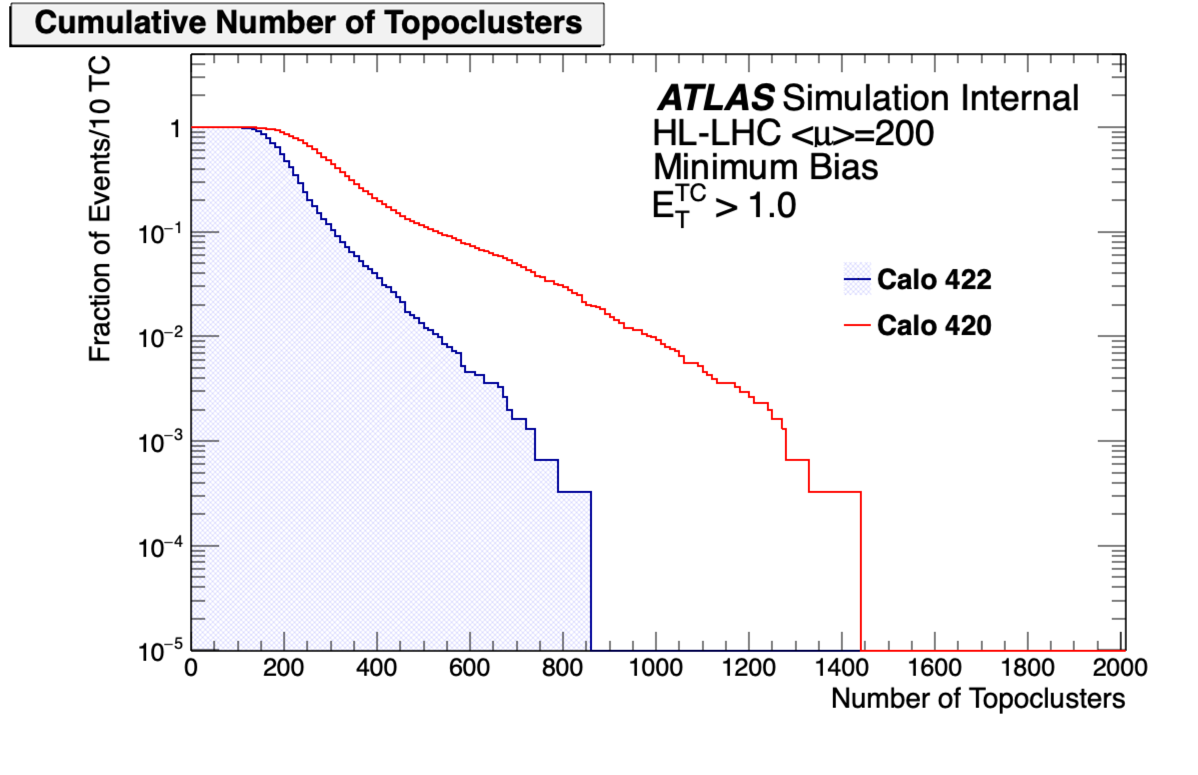 Cumulative Number of Topoclusters
Fraction of Events/10 TC
1
10⁻¹
10⁻²
10⁻³
10⁻⁴
10⁻⁵
ATLAS Simulation Internal
HL-LHC <μ>=200
Minimum Bias
E_T^TC > 1.0
Calo 422
Calo 420
0 200 400 600 800 1000 1200 1400 1600 1800 2000
Number of Topoclusters